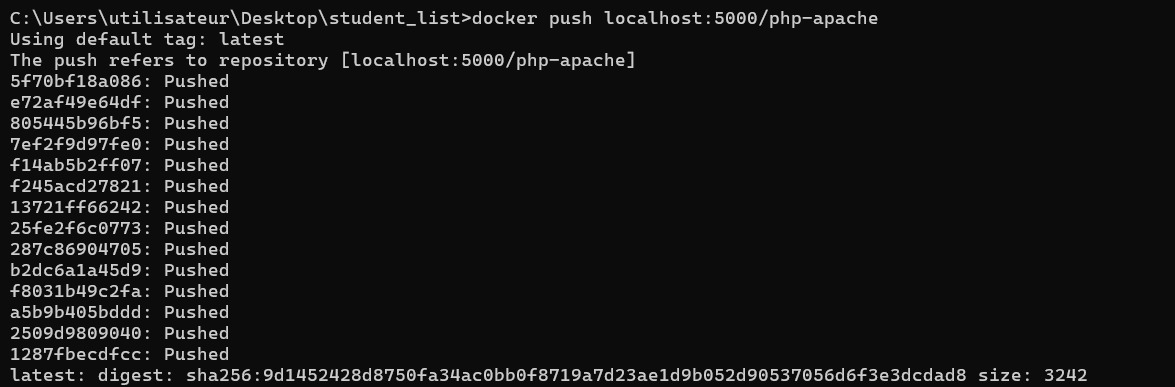 C:\Users\utilisateur\Desktop\student_list>docker push localhost:5000/php-apache
Using default tag: latest
The push refers to repository [localhost:5000/php-apache]
5f70bf18a086: Pushed
e72af49e64df: Pushed
805445b96bf5: Pushed
7ef2f9d97fe0: Pushed
f14ab5b2ff07: Pushed
f245acd27821: Pushed
13721ff66242: Pushed
25fe2f6c0773: Pushed
287c86904705: Pushed
b2dc6a1a45d9: Pushed
f8031b49c2fa: Pushed
a5b9b405bddd: Pushed
2509d9809040: Pushed
1287fbecdfcc: Pushed
latest: digest: sha256:9d1452428d8750fa34ac0bb0f8719a7d23ae1d9b052d90537056d6f3e3dcdad8 size: 3242